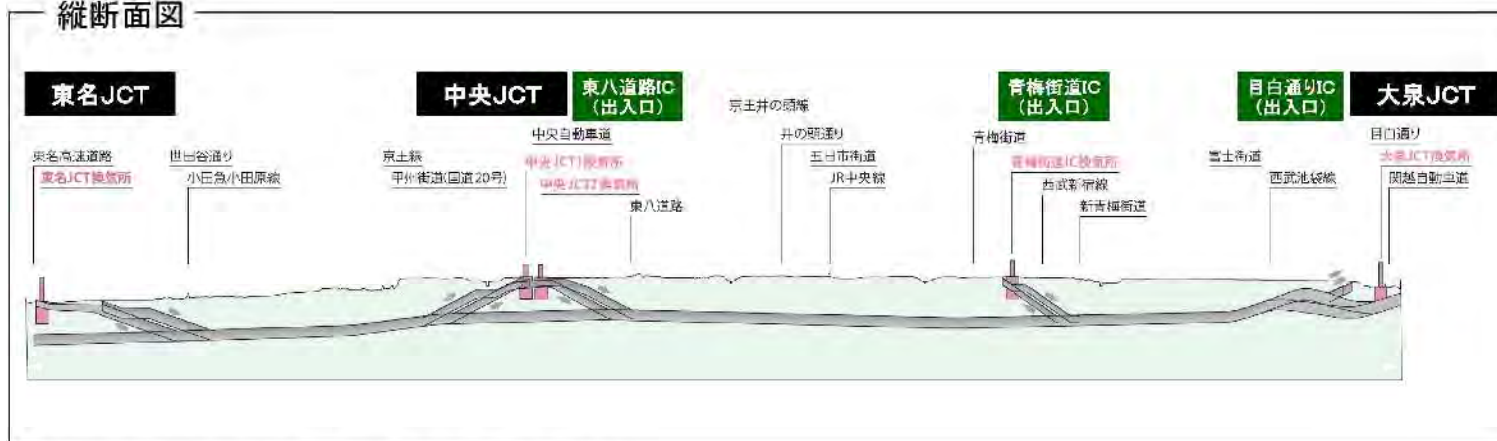 縦断面図
東名JCT
中央JCT
東八道路IC
(出入口)
青梅街道IC
(出入口)
目白通りIC
(出入口)
大泉JCT
東名高速道路
東名JCT換気所
世田谷通り
小田急小田原線
京王線
甲州街道(国道20号)
中央自動車道
中央JCT1換気所
中央JCT2換気所
東八道路
京王井の頭線
井の頭通り
五日市街道
JR中央線
青梅街道
青梅街道IC換気所
西武新宿線
新青梅街道
富士街道
西武池袋線
目白通り
大泉JCT換気所
関越自動車道